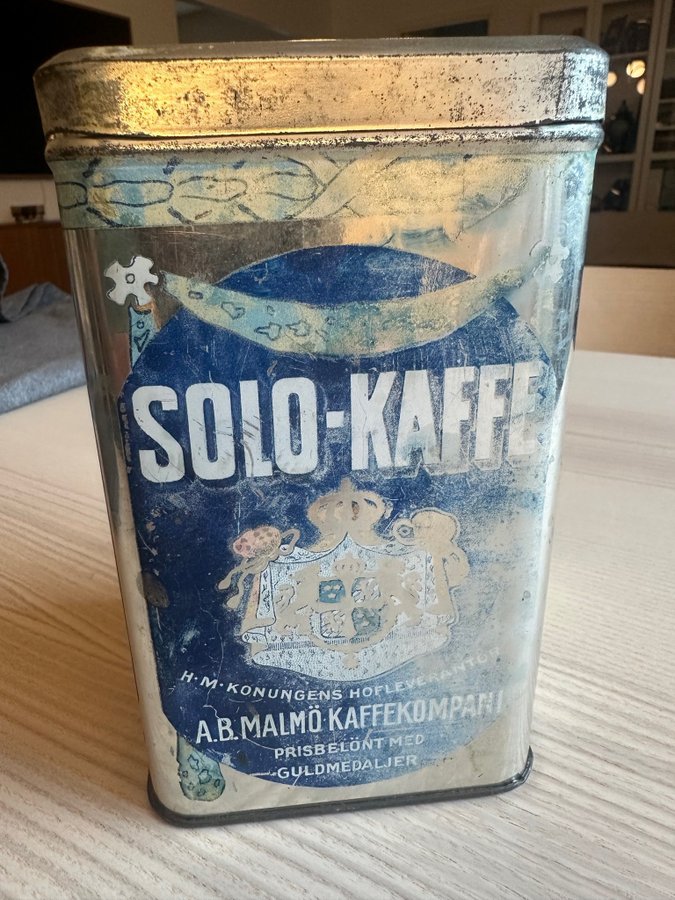 SOLO-KAFFE
H·M·KONUNGENS HOFLEVERANTÖR
A.B. MALMÖ KAFFEKOMPANI
PRISBELÖNT MED
GULDMEDALJER